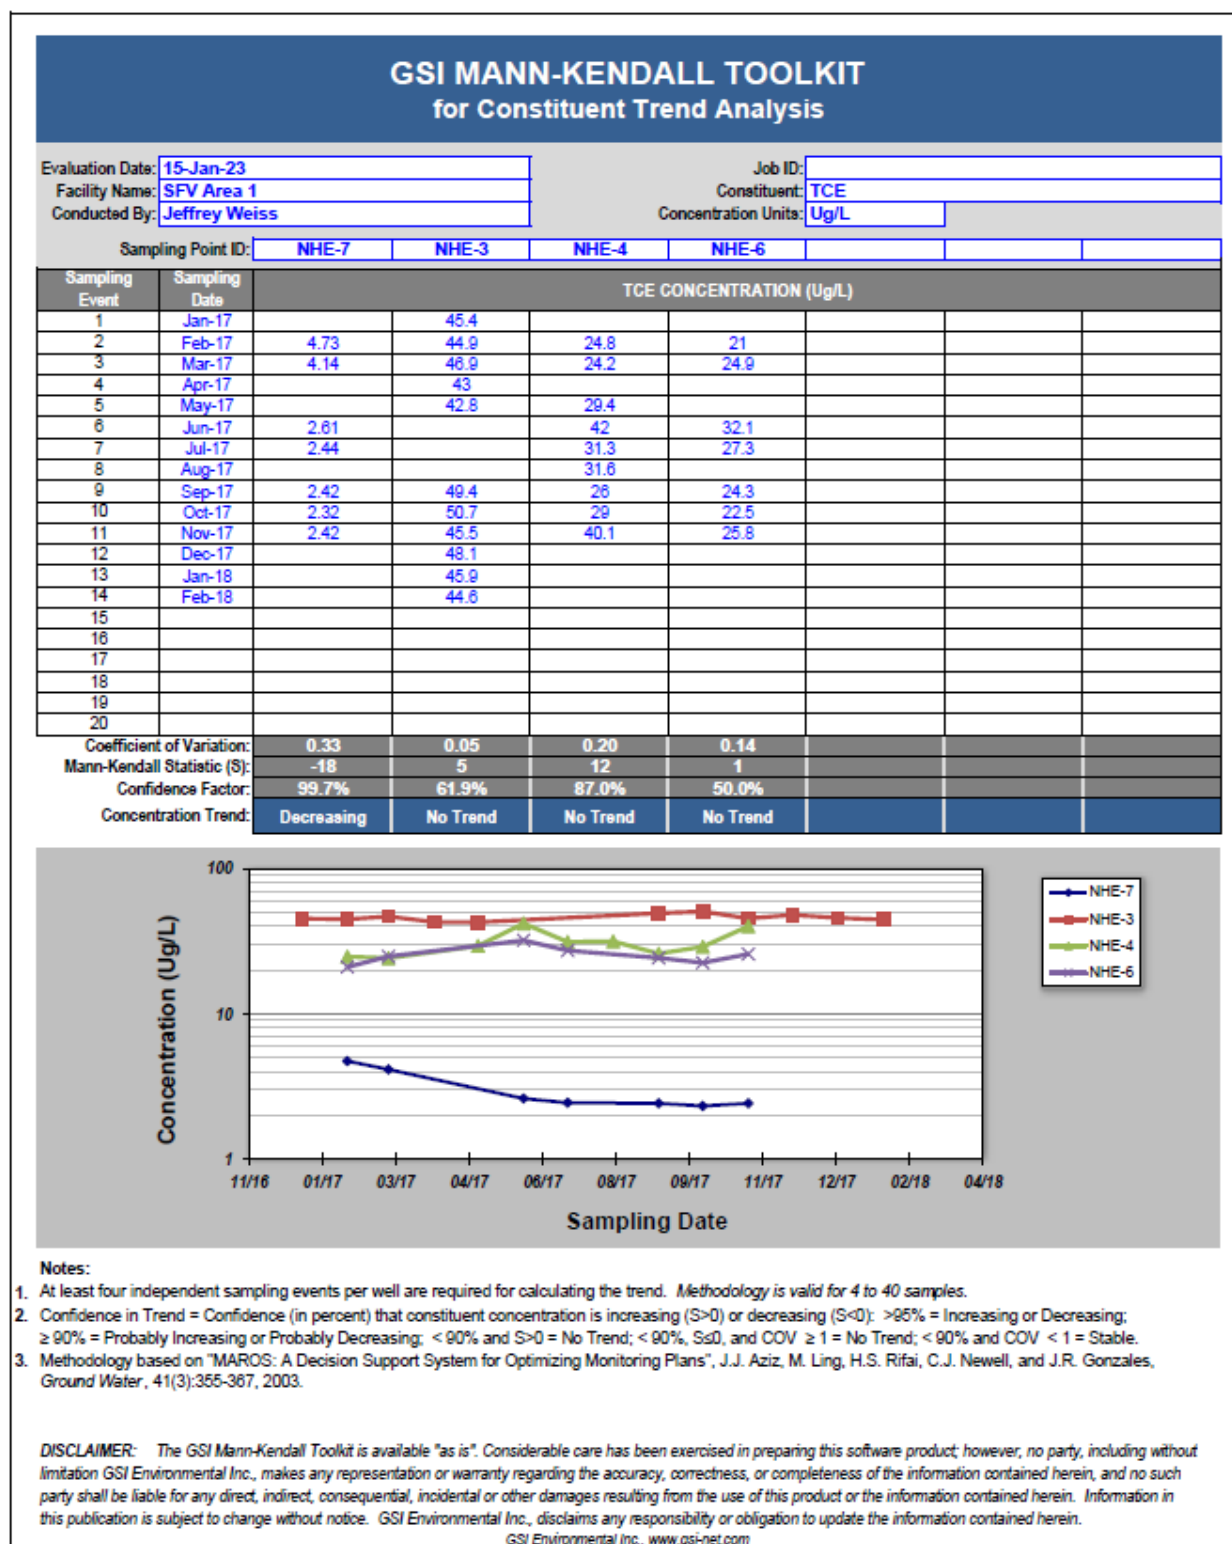 GSI MANN-KENDALL TOOLKIT
for Constituent Trend Analysis
Evaluation Date: 15-Jan-23 Job ID:
Facility Name: SFV Area 1 Constituent: TCE
Conducted By: Jeffrey Weiss Concentration Units: Ug/L
Sampling Point ID: NHE-7 NHE-3 NHE-4 NHE-6
Sampling Event Sampling Date TCE CONCENTRATION (Ug/L)
1 Jan-17 45.4
2 Feb-17 4.73 44.9 24.8 21
3 Mar-17 4.14 46.9 24.2 24.9
4 Apr-17 43
5 May-17 42.8 29.4
6 Jun-17 2.61 42 32.1
7 Jul-17 2.44 31.3 27.3
8 Aug-17 31.6
9 Sep-17 2.42 49.4 26 24.3
10 Oct-17 2.32 50.7 29 22.5
11 Nov-17 2.42 45.5 40.1 25.8
12 Dec-17 48.1
13 Jan-18 45.9
14 Feb-18 44.6
15
16
17
18
19
20
Coefficient of Variation: 0.33 0.05 0.20 0.14
Mann-Kendall Statistic (S): -18 5 12 1
Confidence Factor: 99.7% 61.9% 87.0% 50.0%
Concentration Trend: Decreasing No Trend No Trend No Trend
Concentration (Ug/L)
100
10
1
11/16 01/17 03/17 04/17 06/17 08/17 09/17 11/17 12/17 02/18 04/18
Sampling Date
NHE-7
NHE-3
NHE-4
NHE-6
Notes:
1. At least four independent sampling events per well are required for calculating the trend. Methodology is valid for 4 to 40 samples.
2. Confidence in Trend = Confidence (in percent) that constituent concentration is increasing (S>0) or decreasing (S<0): >95% = Increasing or Decreasing;
≥ 90% = Probably Increasing or Probably Decreasing; < 90% and S>0 = No Trend; < 90%, S≤0, and COV ≥ 1 = No Trend; < 90% and COV < 1 = Stable.
3. Methodology based on "MAROS: A Decision Support System for Optimizing Monitoring Plans", J.J. Aziz, M. Ling, H.S. Rifai, C.J. Newell, and J.R. Gonzales,
Ground Water, 41(3):355-367, 2003.
DISCLAIMER: The GSI Mann-Kendall Toolkit is available "as is". Considerable care has been exercised in preparing this software product; however, no party, including without
limitation GSI Environmental Inc., makes any representation or warranty regarding the accuracy, correctness, or completeness of the information contained herein, and no such
party shall be liable for any direct, indirect, consequential, incidental or other damages resulting from the use of this product or the information contained herein. Information in
this publication is subject to change without notice. GSI Environmental Inc., disclaims any responsibility or obligation to update the information contained herein.
GSI Environmental Inc., www.gsi-net.com